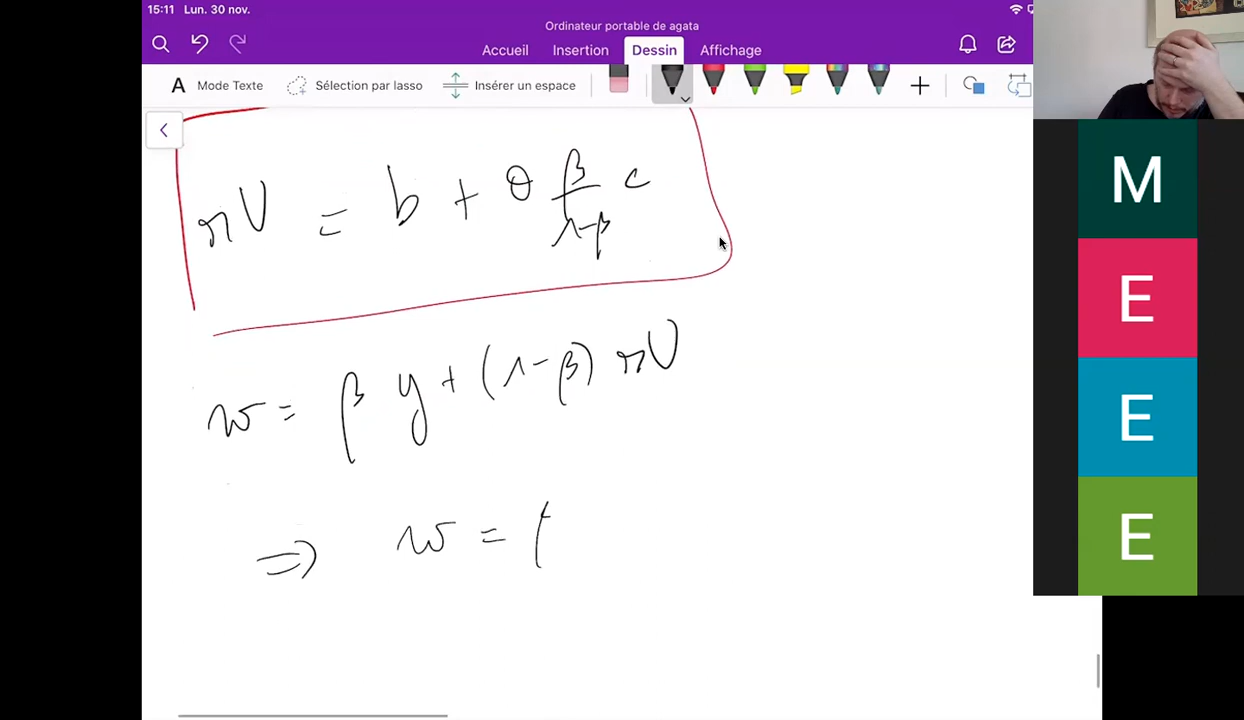 15:11 Lun. 30 nov.
Ordinateur portable de agata
Accueil Insertion Dessin Affichage
A Mode Texte Sélection par lasso Insérer un espace
rU = b + θ β/(1-β) c
w = β y + (1-β) rU
⇒ w = (
M
E
E
E